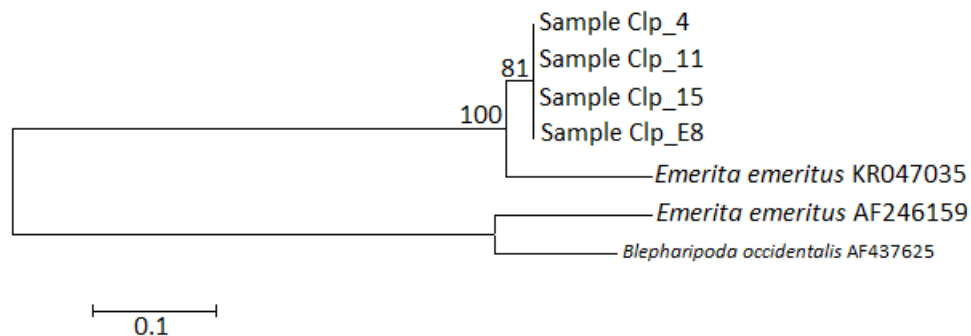 Sample Clp_4
Sample Clp_11
81
Sample Clp_15
100
Sample Clp_E8
Emerita emeritus KR047035
Emerita emeritus AF246159
Blepharipoda occidentalis AF437625
0.1